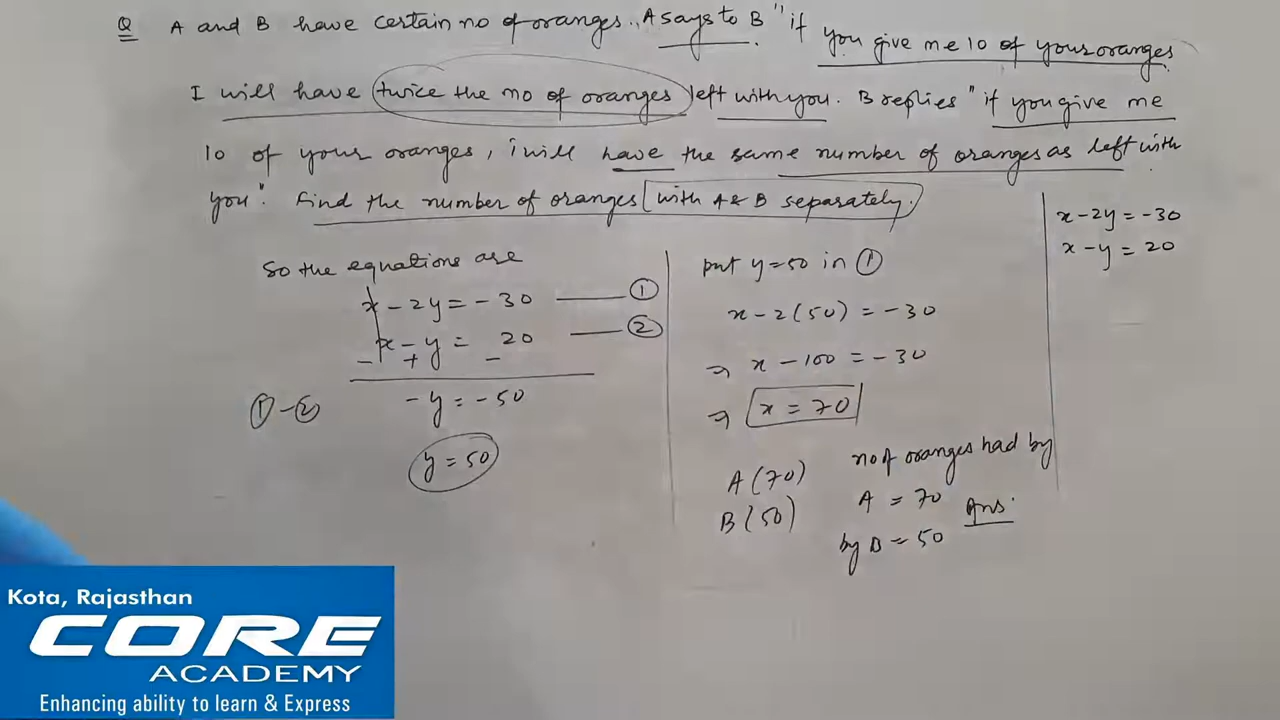 Q A and B have certain no of oranges., A says to B "if you give me 10 of your oranges
I will have twice the no of oranges left with you. B replies "if you give me
10 of your oranges, i will have the same number of oranges as left with
you". Find the number of oranges with A & B separately.
So the equations are
x - 2y = -30 —— ①
x - y = 20 —— ②
- + -
① - ② -y = -50
y = 50
put y=50 in ①
x - 2(50) = -30
⇒ x - 100 = -30
⇒ x = 70
A (70)
B (50)
no of oranges had by
A = 70 Ans.
by B = 50
x - 2y = -30
x - y = 20
Kota, Rajasthan
CORE
ACADEMY
Enhancing ability to learn & Express